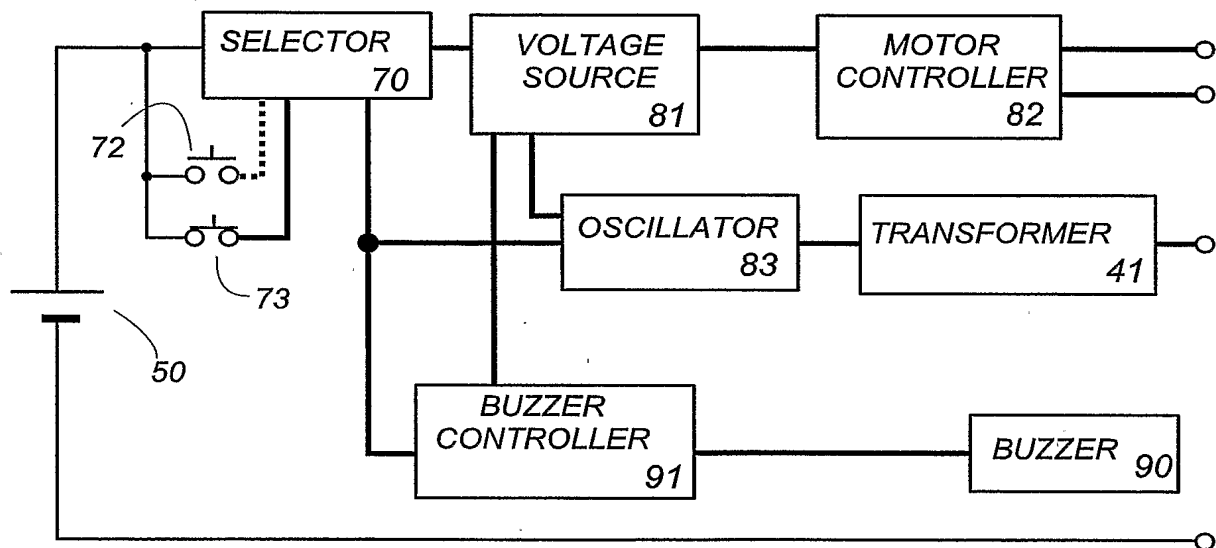 SELECTOR
70
VOLTAGE
SOURCE
81
MOTOR
CONTROLLER
82
72
73
OSCILLATOR
83
TRANSFORMER
41
50
BUZZER
CONTROLLER
91
BUZZER 90